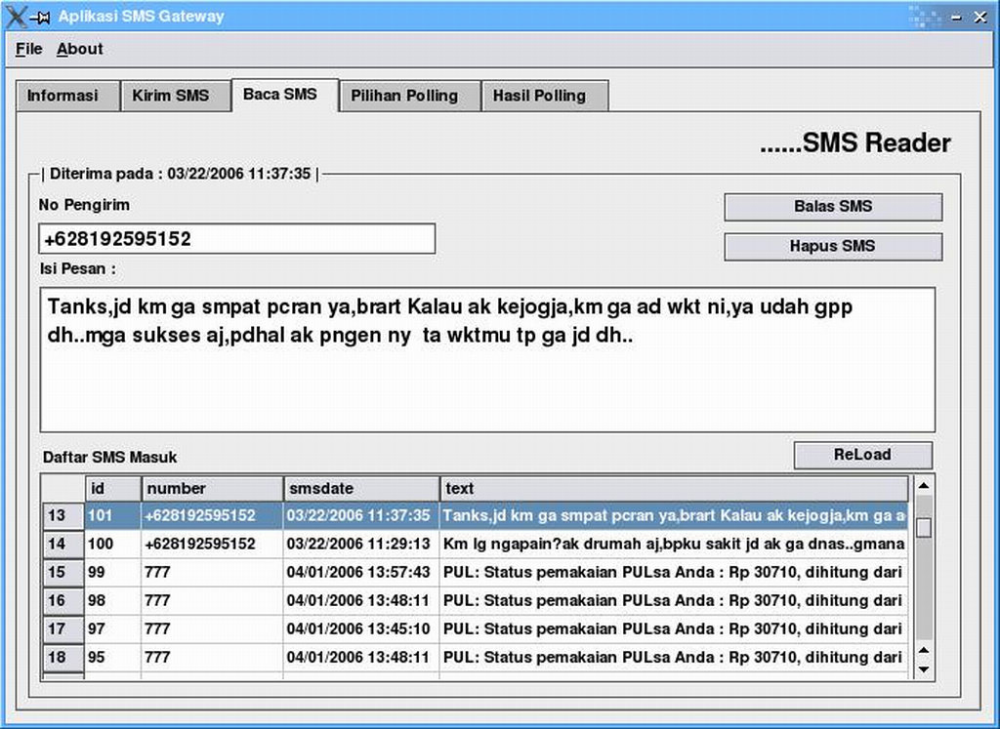 Aplikasi SMS Gateway
File About
Informasi Kirim SMS Baca SMS Pilihan Polling Hasil Polling
......SMS Reader
| Diterima pada : 03/22/2006 11:37:35 |
No Pengirim
Balas SMS
+628192595152
Hapus SMS
Isi Pesan :
Tanks,jd km ga smpat pcran ya,brart Kalau ak kejogja,km ga ad wkt ni,ya udah gpp
dh..mga sukses aj,pdhal ak pngen ny ta wktmu tp ga jd dh..
Daftar SMS Masuk
ReLoad
id number smsdate text
13 101 +628192595152 03/22/2006 11:37:35 Tanks,jd km ga smpat pcran ya,brart Kalau ak kejogja,km ga a
14 100 +628192595152 03/22/2006 11:29:13 Km lg ngapain?ak drumah aj,bpku sakit jd ak ga dnas..gmana
15 99 777 04/01/2006 13:57:43 PUL: Status pemakaian PULsa Anda : Rp 30710, dihitung dari
16 98 777 04/01/2006 13:48:11 PUL: Status pemakaian PULsa Anda : Rp 30710, dihitung dari
17 97 777 04/01/2006 13:45:10 PUL: Status pemakaian PULsa Anda : Rp 30710, dihitung dari
18 95 777 04/01/2006 13:48:11 PUL: Status pemakaian PULsa Anda : Rp 30710, dihitung dari